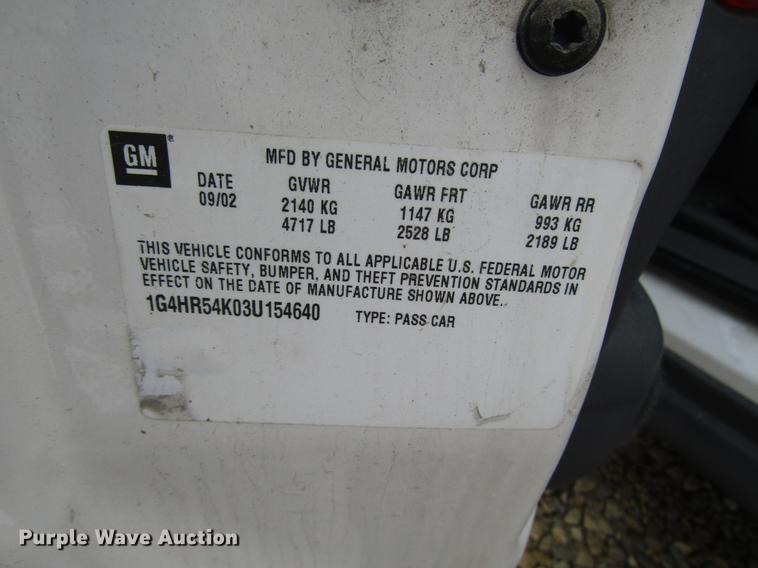 GM ®
MFD BY GENERAL MOTORS CORP
DATE GVWR GAWR FRT GAWR RR
09/02 2140 KG 1147 KG 993 KG
4717 LB 2528 LB 2189 LB
THIS VEHICLE CONFORMS TO ALL APPLICABLE U.S. FEDERAL MOTOR
VEHICLE SAFETY, BUMPER, AND THEFT PREVENTION STANDARDS IN
EFFECT ON THE DATE OF MANUFACTURE SHOWN ABOVE.
1G4HR54K03U154640 TYPE: PASS CAR
Purple Wave Auction